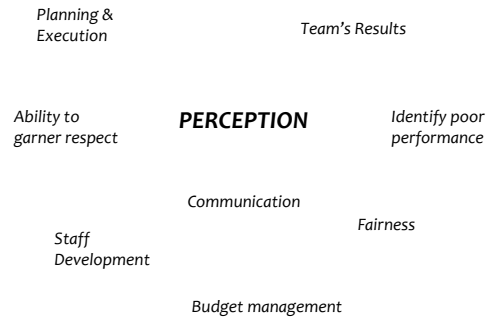 Planning &
Execution
Team's Results
Ability to
garner respect
PERCEPTION
Identify poor
performance
Communication
Fairness
Staff
Development
Budget management